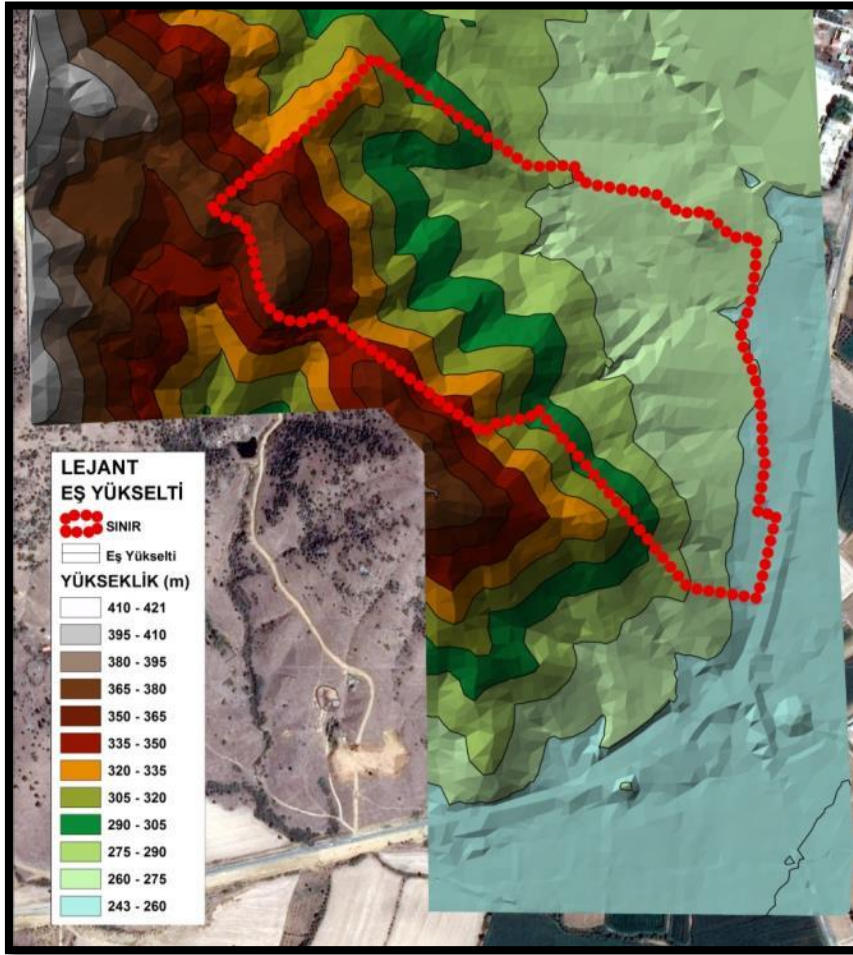 LEJANT
EŞ YÜKSELTİ
SINIR
Eş Yükselti
YÜKSEKLİK (m)
410 - 421
395 - 410
380 - 395
365 - 380
350 - 365
335 - 350
320 - 335
305 - 320
290 - 305
275 - 290
260 - 275
243 - 260